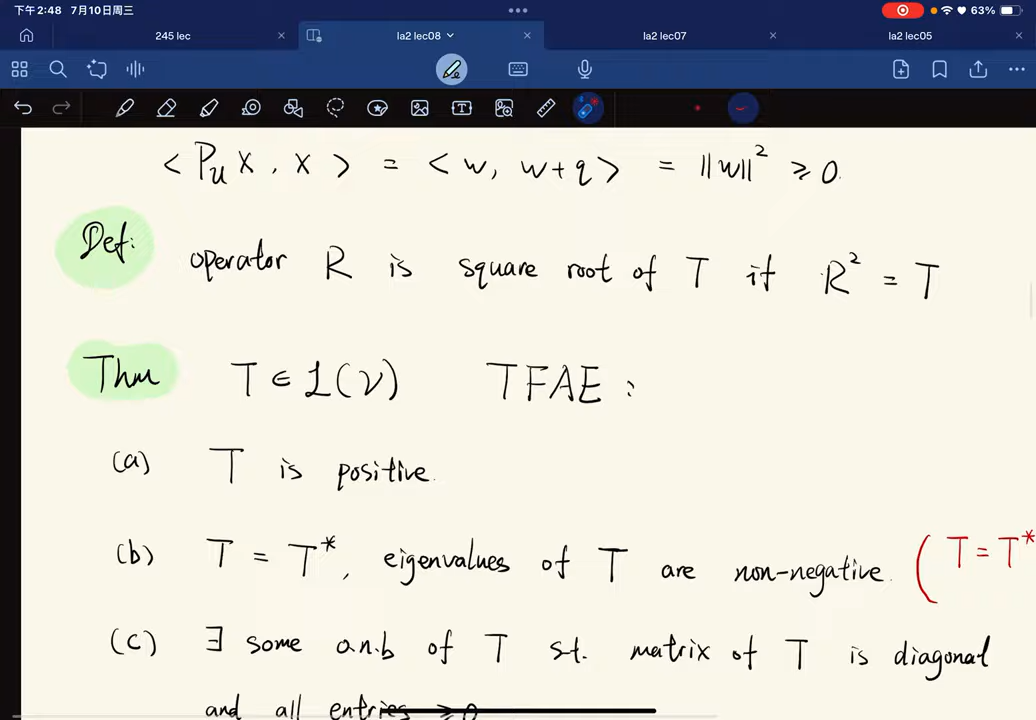 下午2:48 7月10日周三
63%
245 lec
la2 lec08
la2 lec07
la2 lec05
< P_U x , x > = < w, w+q > = ||w||² ≥ 0.
Def: operator R is square root of T if R² = T
Thm T ∈ L(V) TFAE :
(a) T is positive.
(b) T = T*, eigenvalues of T are non-negative. ( T = T*
(c) ∃ some o.n.b of T s.t. matrix of T is diagonal
and all entries ≥ 0